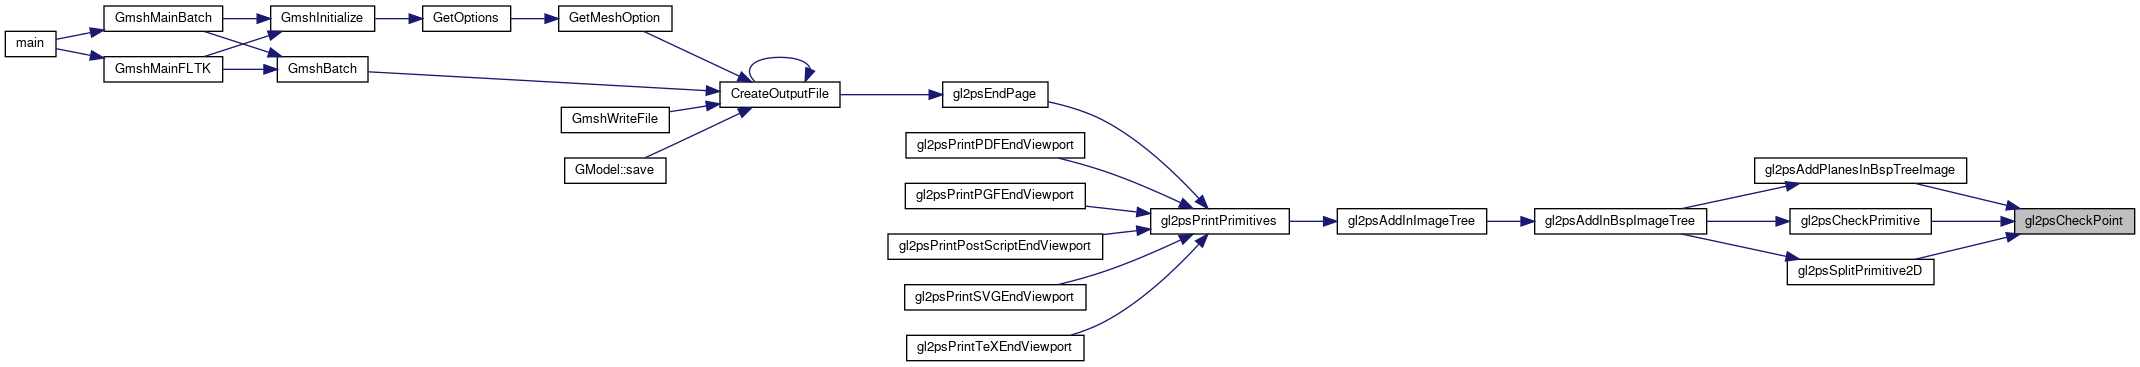 main
GmshMainBatch
GmshMainFLTK
GmshInitialize
GmshBatch
GetOptions
GetMeshOption
GmshWriteFile
GModel::save
CreateOutputFile
gl2psEndPage
gl2psPrintPDFEndViewport
gl2psPrintPGFEndViewport
gl2psPrintPostScriptEndViewport
gl2psPrintSVGEndViewport
gl2psPrintTeXEndViewport
gl2psPrintPrimitives
gl2psAddInImageTree
gl2psAddInBspImageTree
gl2psAddPlanesInBspTreeImage
gl2psCheckPrimitive
gl2psSplitPrimitive2D
gl2psCheckPoint